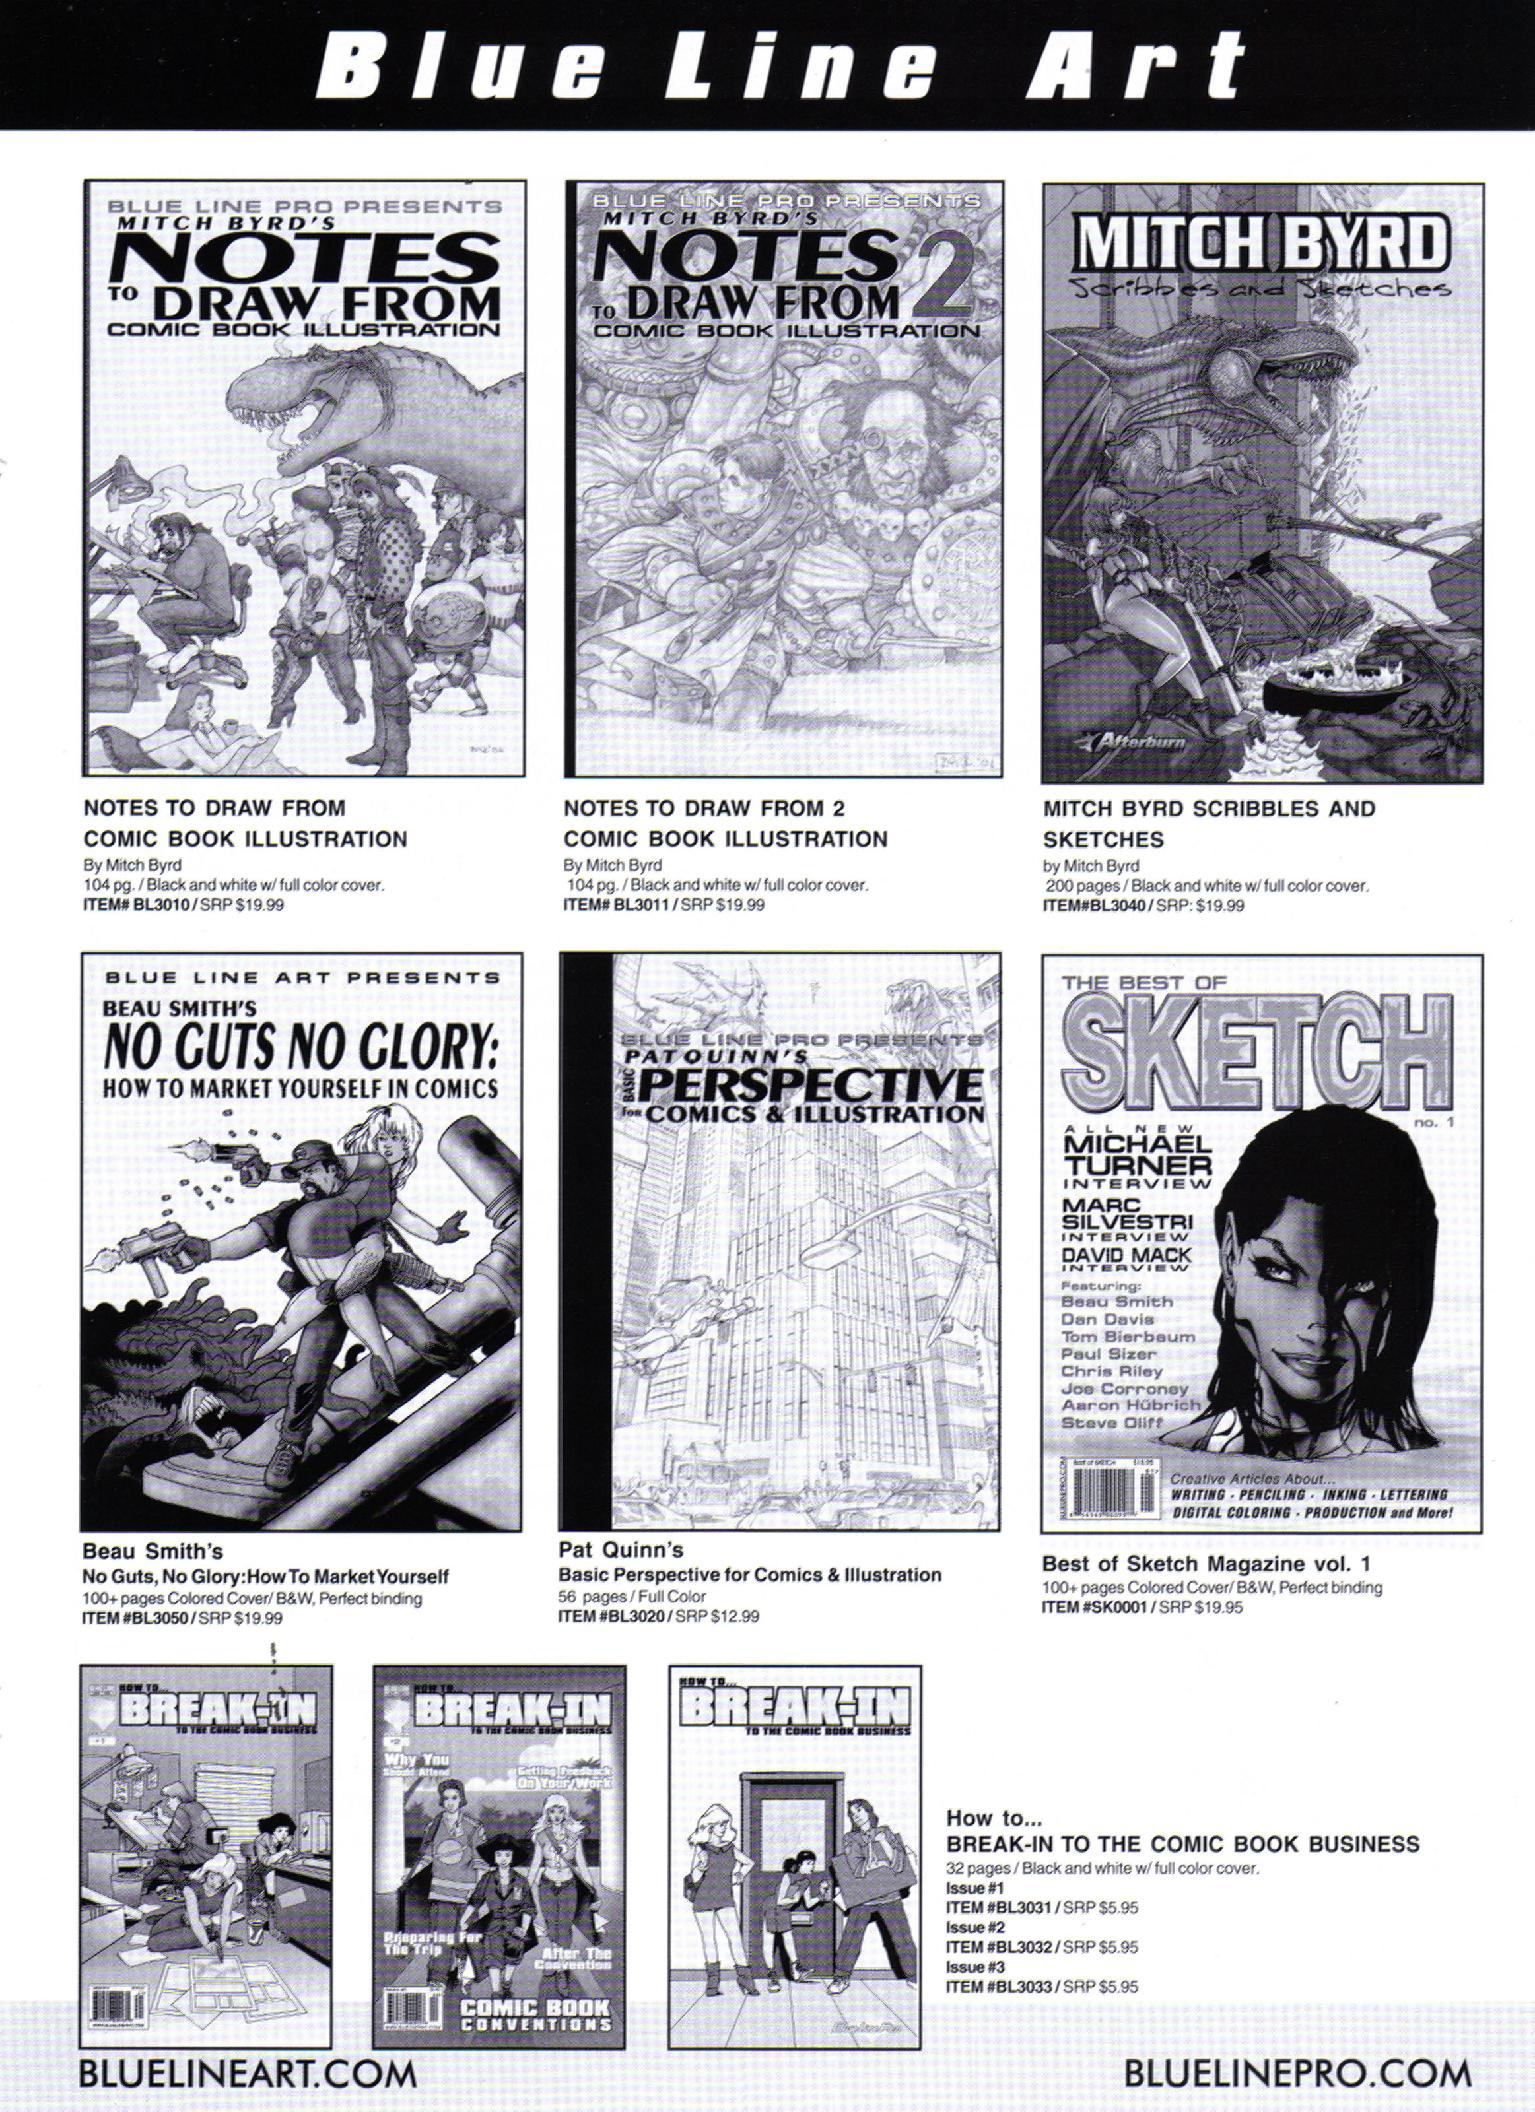 Blue Line Art
BLUE LINE PRO PRESENTS
MITCH BYRD'S
NOTES
TO DRAW FROM
COMIC BOOK ILLUSTRATION
BLUE LINE PRO PRESENTS
MITCH BYRD'S
NOTES 2
TO DRAW FROM
COMIC BOOK ILLUSTRATION
MITCH BYRD
Scribbles and Sketches
Afterburn
NOTES TO DRAW FROM
COMIC BOOK ILLUSTRATION
By Mitch Byrd
104 pg. / Black and white w/ full color cover.
ITEM# BL3010 / SRP $19.99
NOTES TO DRAW FROM 2
COMIC BOOK ILLUSTRATION
By Mitch Byrd
104 pg. / Black and white w/ full color cover.
ITEM# BL3011 / SRP $19.99
MITCH BYRD SCRIBBLES AND
SKETCHES
by Mitch Byrd
200 pages / Black and white w/ full color cover.
ITEM#BL3040 / SRP: $19.99
BLUE LINE ART PRESENTS
BEAU SMITH'S
NO GUTS NO GLORY:
HOW TO MARKET YOURSELF IN COMICS
BLUE LINE PRO PRESENTS
PAT QUINN'S
BASIC PERSPECTIVE
for COMICS & ILLUSTRATION
THE BEST OF
SKETCH
no. 1
ALL NEW
MICHAEL
TURNER
INTERVIEW
MARC
SILVESTRI
INTERVIEW
DAVID MACK
INTERVIEW
Featuring:
Beau Smith
Dan Davis
Tom Bierbaum
Paul Sizer
Chris Riley
Joe Corroney
Aaron Hübrich
Steve Oliff
BLUELINEPRO.COM
Best of SKETCH $19.95
Creative Articles About...
WRITING · PENCILING · INKING · LETTERING
DIGITAL COLORING · PRODUCTION and More!
Beau Smith's
No Guts, No Glory:How To Market Yourself
100+ pages Colored Cover/ B&W, Perfect binding
ITEM #BL3050 / SRP $19.99
Pat Quinn's
Basic Perspective for Comics & Illustration
56 pages / Full Color
ITEM #BL3020 / SRP $12.99
Best of Sketch Magazine vol. 1
100+ pages Colored Cover/ B&W, Perfect binding
ITEM #SK0001 / SRP $19.95
HOW TO...
BREAK-IN
TO THE COMIC BOOK BUSINESS
#1
HOW TO...
BREAK-IN
TO THE COMIC BOOK BUSINESS
#2
Why You
Should Attend
Getting Feedback
On Your Work
Preparing For
The Trip
After The
Convention
COMIC BOOK
CONVENTIONS
HOW TO...
BREAK-IN
TO THE COMIC BOOK BUSINESS
Blue Line Pro
How to...
BREAK-IN TO THE COMIC BOOK BUSINESS
32 pages / Black and white w/ full color cover.
Issue #1
ITEM #BL3031 / SRP $5.95
Issue #2
ITEM #BL3032 / SRP $5.95
Issue #3
ITEM #BL3033 / SRP $5.95
BLUELINEART.COM
BLUELINEPRO.COM